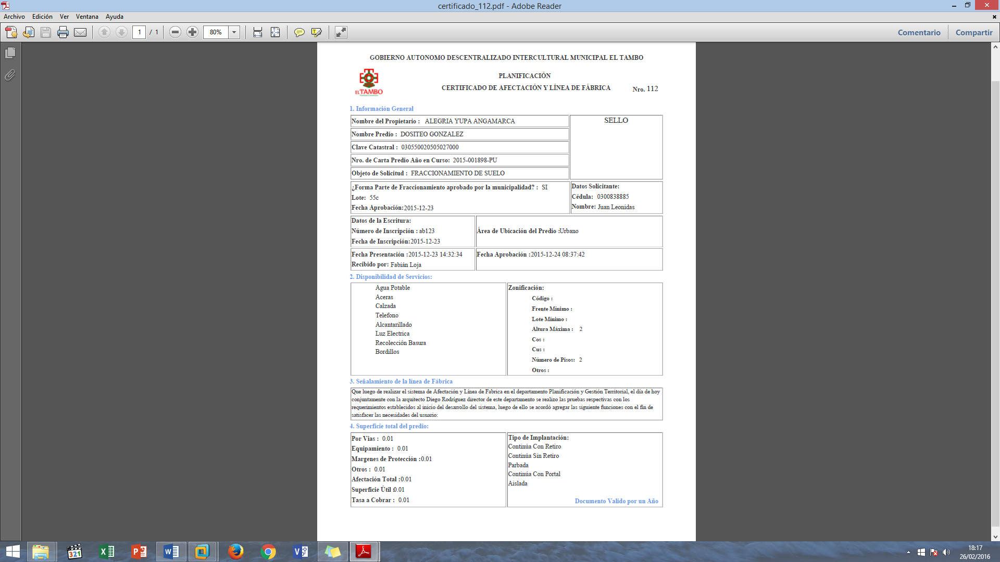 certificado_112.pdf - Adobe Reader
Archivo Edición Ver Ventana Ayuda
1 / 1 80% Comentario Compartir
GOBIERNO AUTONOMO DESCENTRALIZADO INTERCULTURAL MUNICIPAL EL TAMBO
PLANIFICACIÓN
CERTIFICADO DE AFECTACIÓN Y LÍNEA DE FÁBRICA Nro. 112
EL TAMBO
1. Información General
Nombre del Propietario : ALEGRIA YUPA ANGAMARCA
SELLO
Nombre Predio : DOSITEO GONZALEZ
Clave Catastral : 030550020505027000
Nro. de Carta Predio Año en Curso: 2015-001898-PU
Objeto de Solicitud : FRACCIONAMIENTO DE SUELO
¿Forma Parte de Fraccionamiento aprobado por la municipalidad? : SI
Lote: 55c
Fecha Aprobación:2015-12-23
Datos Solicitante:
Cédula: 0300838885
Nombre: Juan Leonidas
Datos de la Escritura:
Número de Inscripción : ab123
Fecha de Inscripción:2015-12-23
Área de Ubicación del Predio :Urbano
Fecha Presentación :2015-12-23 14:32:34
Recibido por: Fabián Loja
Fecha Aprobación :2015-12-24 08:37:42
2. Disponibilidad de Servicios:
Agua Potable
Aceras
Calzada
Telefono
Alcantarillado
Luz Electrica
Recolección Basura
Bordillos
Zonificación:
Código :
Frente Mínimo :
Lote Mínimo :
Altura Máxima : 2
Cos :
Cus :
Número de Pisos: 2
Otros :
3. Señalamiento de la línea de Fábrica
Que luego de realizar el sistema de Afectación y Línea de Fabrica en el departamento Planificación y Gestión Territorial, el día de hoy
conjuntamente con la arquitecto Diego Rodríguez director de este departamento se realizo las pruebas respectivas con los
requerimientos establecidos al inicio del desarrollo del sistema, luego de ello se acordó agregar las siguiente funciones con el fin de
satisfacer las necesidades del usuario:
4. Superficie total del predio:
Por Vias : 0.01
Equipamiento : 0.01
Margenes de Protección :0.01
Otros : 0.01
Afectación Total :0.01
Superficie Útil :0.01
Tasa a Cobrar : 0.01
Tipo de Implantación:
Continúa Con Retiro
Continúa Sin Retiro
Parbada
Continúa Con Portal
Aislada
Documento Valido por un Año
18:17
26/02/2016